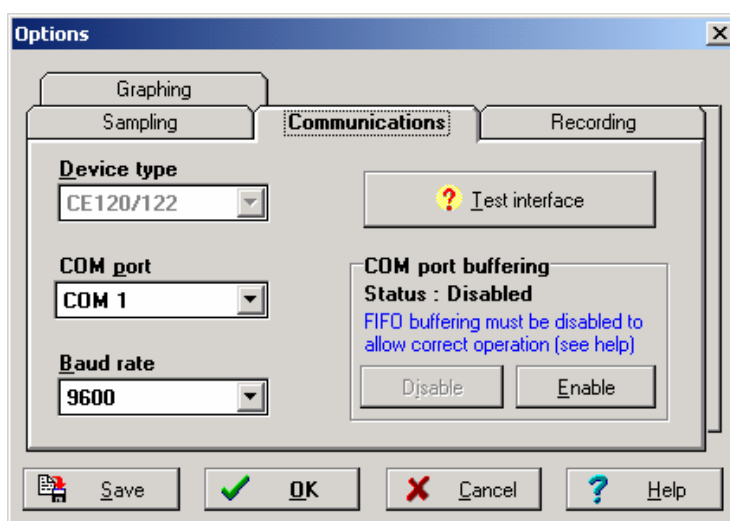 Options
Graphing
Sampling
Communications
Recording
Device type
CE120/122
Test interface
COM port
COM 1
COM port buffering
Status : Disabled
FIFO buffering must be disabled to
allow correct operation (see help)
Baud rate
9600
Disable
Enable
Save
OK
Cancel
Help